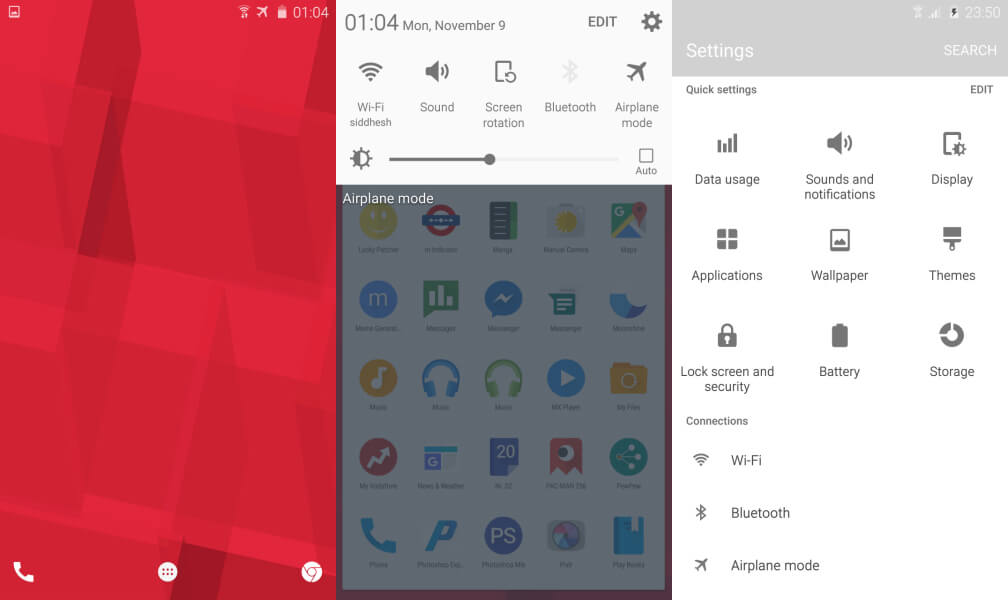 01:04
01:04 Mon, November 9
EDIT
Wi-Fi
siddhesh
Sound
Screen
rotation
Bluetooth
Airplane
mode
Auto
Airplane mode
Lucky Patcher
m-Indicator
Manga
Manual Camera
Maps
Meme Generat...
Messager
Messenger
Messenger
Moonshine
Music
Music
Music
MX Player
My Files
My Vodafone
News & Weather
20
PAC-MAN 256
PewPew
Phone
Photoshop Exp...
PS
Photoshop Mix
Pixlr
Play Books
23:50
Settings
SEARCH
Quick settings
EDIT
Data usage
Sounds and
notifications
Display
Applications
Wallpaper
Themes
Lock screen and
security
Battery
Storage
Connections
Wi-Fi
Bluetooth
Airplane mode